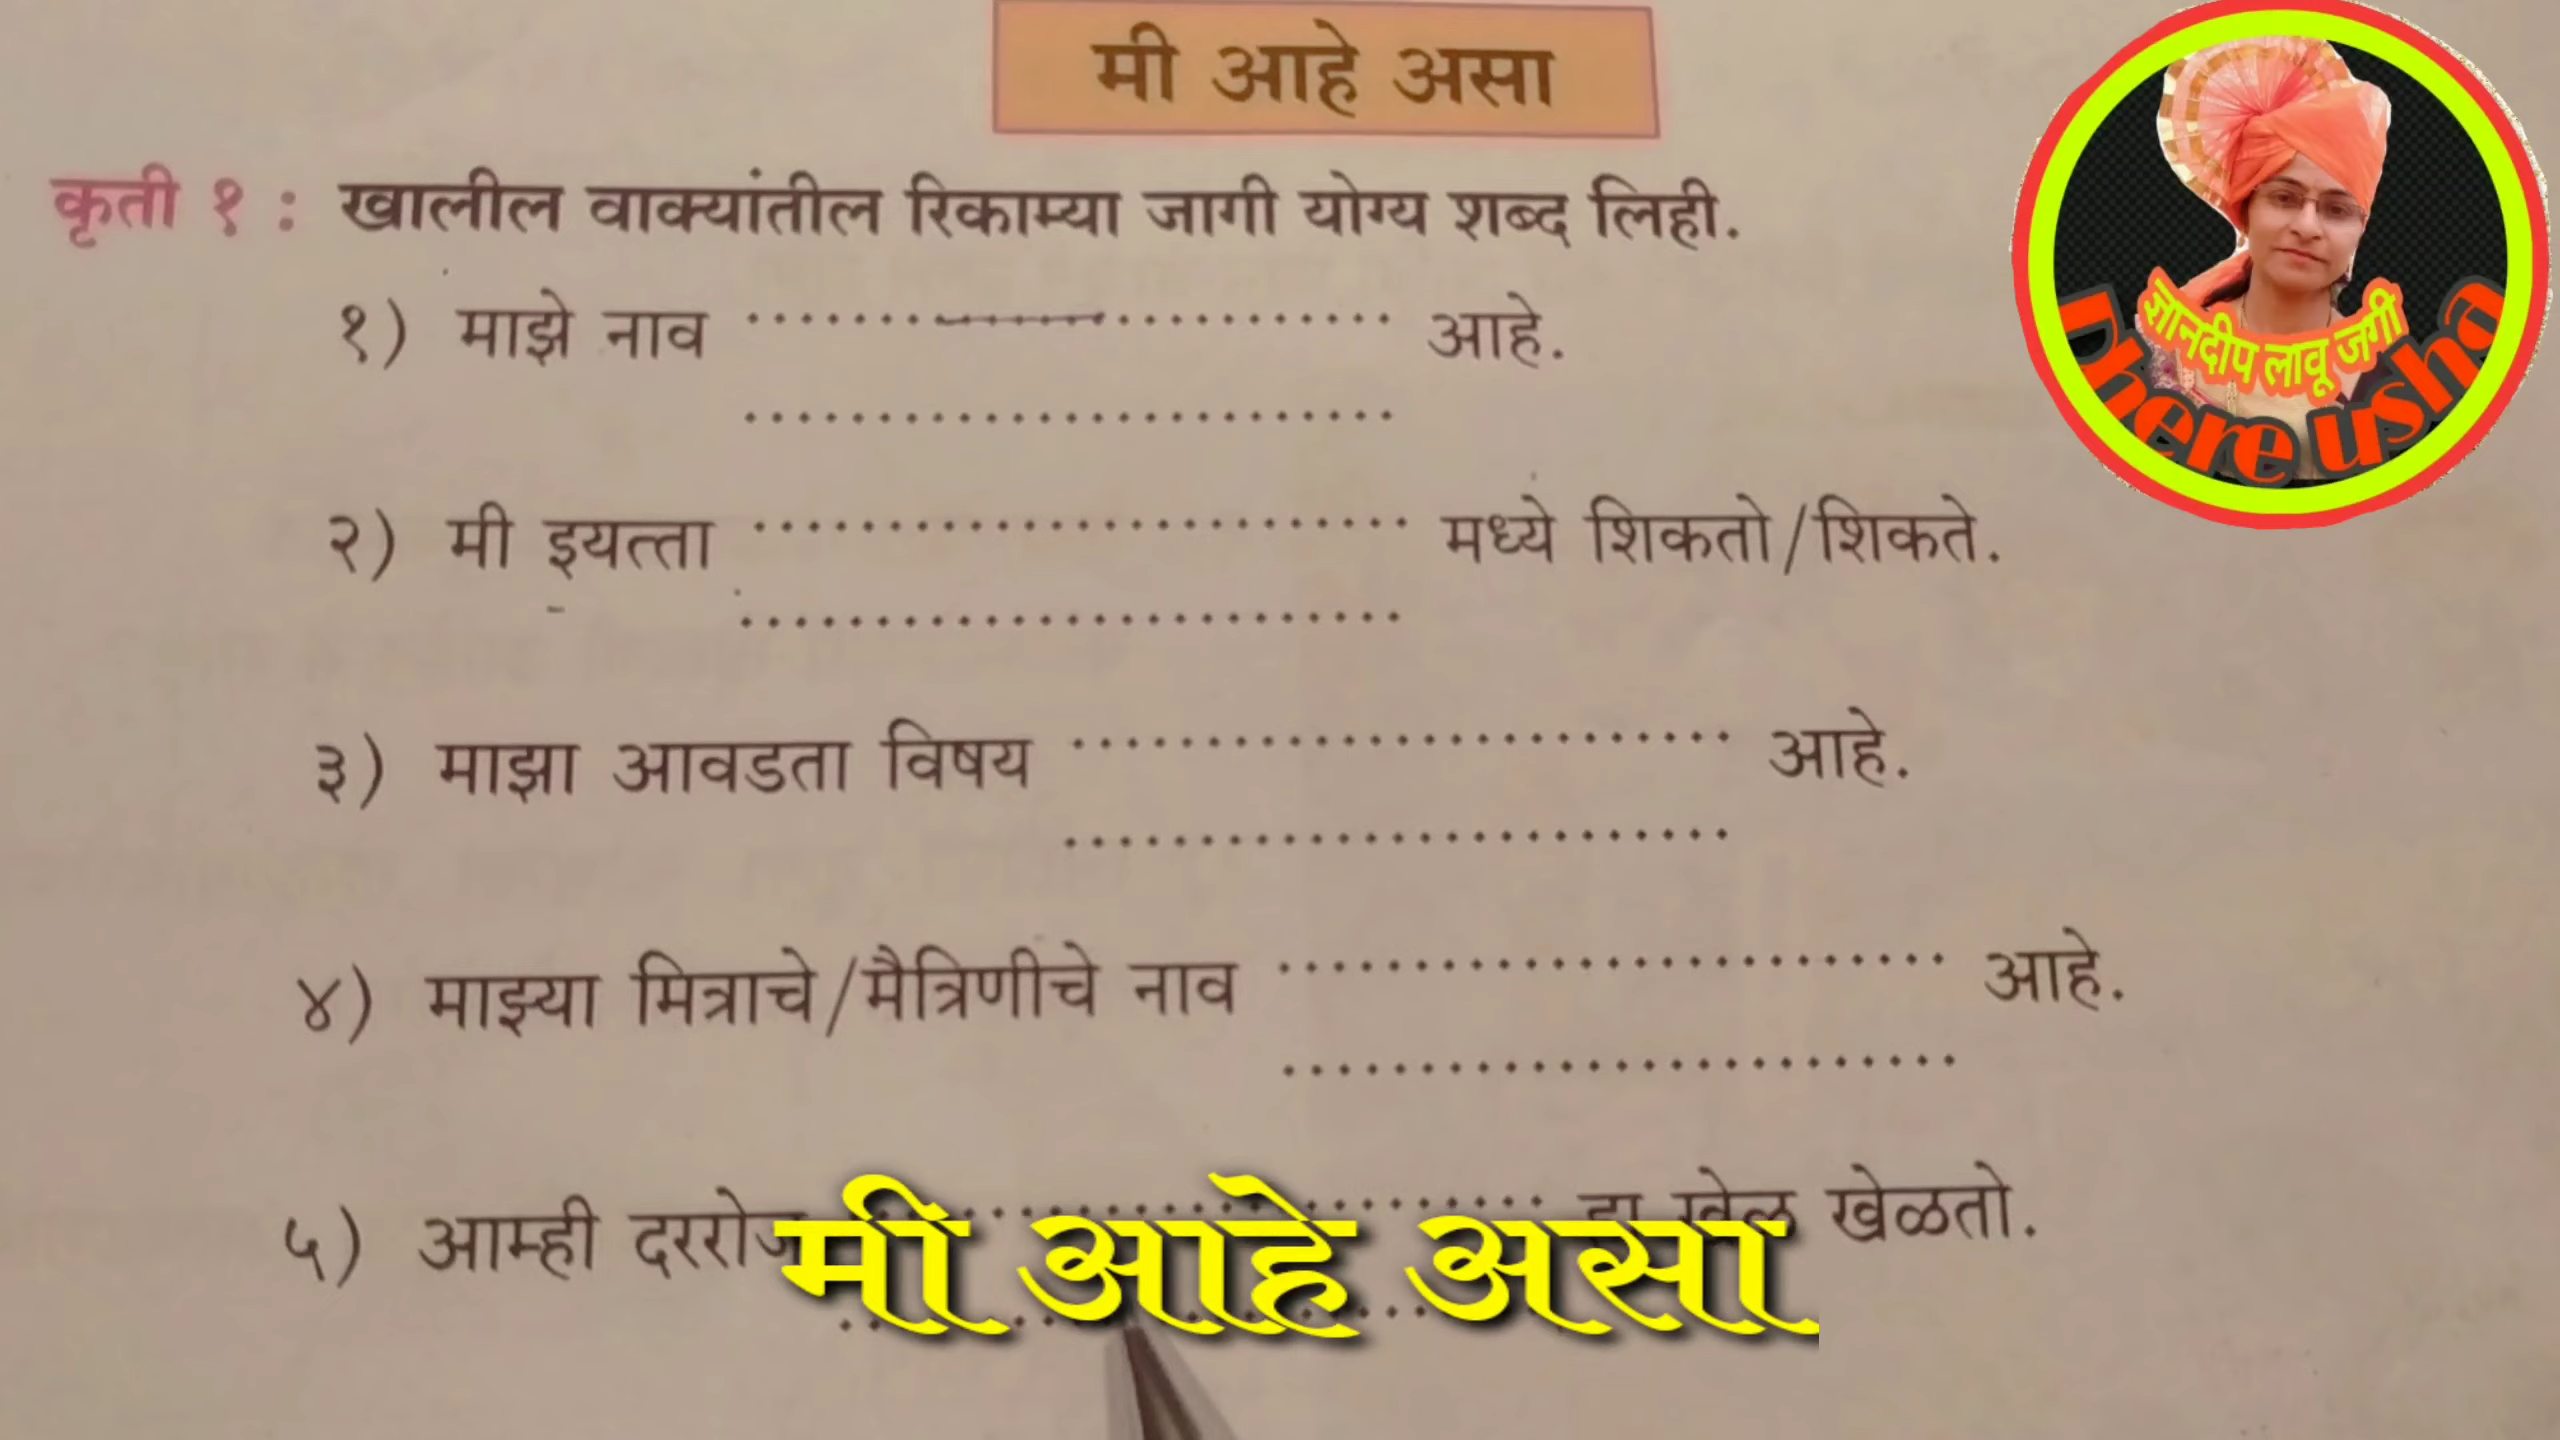 मी आहे असा
कृती १ : खालील वाक्यांतील रिकाम्या जागी योग्य शब्द लिही.
१) माझे नाव ........................ आहे.
........................
२) मी इयत्ता ........................ मध्ये शिकतो/शिकते.
........................
३) माझा आवडता विषय ........................ आहे.
........................
४) माझ्या मित्राचे/मैत्रिणीचे नाव ........................ आहे.
........................
५) आम्ही दररोज ........................ हा खेळ खेळतो.
मी आहे असा
ज्ञानदीप लावू जगी
Dhere usha